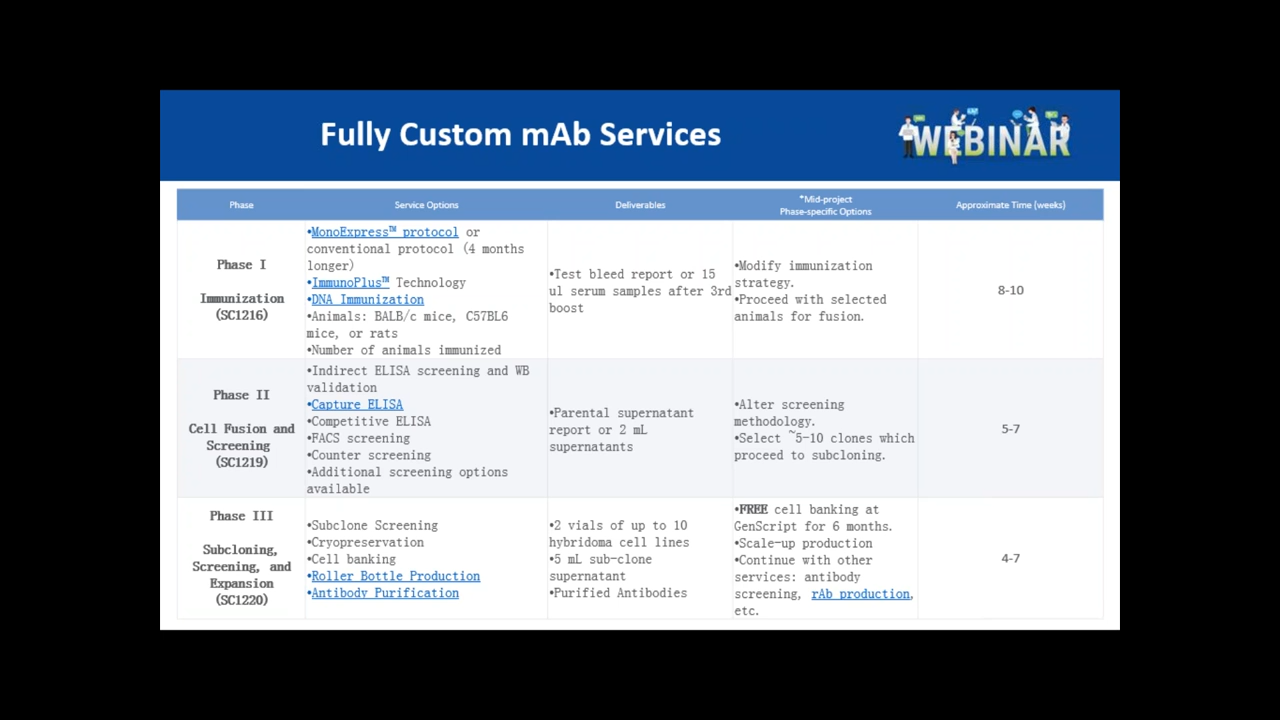 Fully Custom mAb Services
WEBINAR
Phase
Service Options
Deliverables
*Mid-project
Phase-specific Options
Approximate Time (weeks)
Phase I
Immunization
(SC1216)
•MonoExpress™ protocol or
conventional protocol (4 months
longer)
•ImmunoPlus™ Technology
•DNA Immunization
•Animals: BALB/c mice, C57BL6
mice, or rats
•Number of animals immunized
•Test bleed report or 15
ul serum samples after 3rd
boost
•Modify immunization
strategy.
•Proceed with selected
animals for fusion.
8-10
Phase II
Cell Fusion and
Screening
(SC1219)
•Indirect ELISA screening and WB
validation
•Capture ELISA
•Competitive ELISA
•FACS screening
•Counter screening
•Additional screening options
available
•Parental supernatant
report or 2 mL
supernatants
•Alter screening
methodology.
•Select ~5-10 clones which
proceed to subcloning.
5-7
Phase III
Subcloning,
Screening, and
Expansion
(SC1220)
•Subclone Screening
•Cryopreservation
•Cell banking
•Roller Bottle Production
•Antibody Purification
•2 vials of up to 10
hybridoma cell lines
•5 mL sub-clone
supernatant
•Purified Antibodies
•FREE cell banking at
GenScript for 6 months.
•Scale-up production
•Continue with other
services: antibody
screening, rAb production,
etc.
4-7